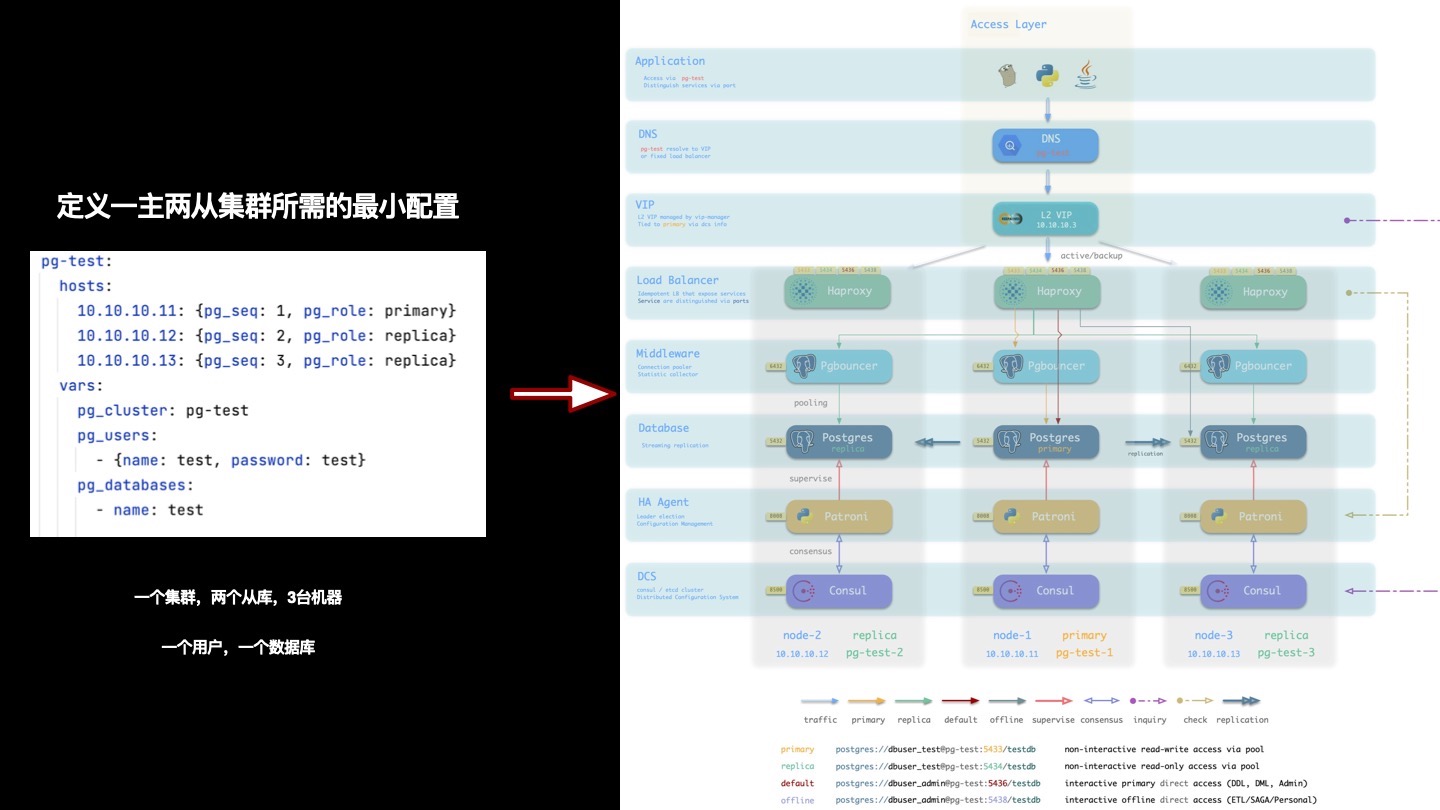 定义一主两从集群所需的最小配置
pg-test:
hosts:
10.10.10.11: {pg_seq: 1, pg_role: primary}
10.10.10.12: {pg_seq: 2, pg_role: replica}
10.10.10.13: {pg_seq: 3, pg_role: replica}
vars:
pg_cluster: pg-test
pg_users:
- {name: test, password: test}
pg_databases:
- name: test
一个集群，两个从库，3台机器
一个用户，一个数据库
Access Layer
Application
Access via pg-test
Distinguish services via port
DNS
pg-test resolve to VIP
or fixed load balancer
DNS
pg-test
VIP
L2 VIP managed by vip-manager
Tied to primary via dcs info
L2 VIP
10.10.10.3
active/backup
Load Balancer
Idempotent LB that expose services
Service are distinguished via ports
5433 5434 5436 5438
Haproxy
5433 5434 5436 5438
Haproxy
5433 5434 5436 5438
Haproxy
Middleware
Connection pooler
Statistic collector
6432 Pgbouncer
6432 Pgbouncer
6432 Pgbouncer
pooling
Database
Streaming replication
5432 Postgres
replica
5432 Postgres
primary
replication
5432 Postgres
replica
supervise
HA Agent
Leader election
Configuration Management
8008 Patroni
8008 Patroni
8008 Patroni
consensus
DCS
consul / etcd cluster
Distributed Configuration System
8500 Consul
8500 Consul
8500 Consul
node-2 replica
10.10.10.12 pg-test-2
node-1 primary
10.10.10.11 pg-test-1
node-3 replica
10.10.10.13 pg-test-3
traffic primary replica default offline supervise consensus inquiry check replication
primary postgres://dbuser_test@pg-test:5433/testdb non-interactive read-write access via pool
replica postgres://dbuser_test@pg-test:5434/testdb non-interactive read-only access via pool
default postgres://dbuser_admin@pg-test:5436/testdb interactive primary direct access (DDL, DML, Admin)
offline postgres://dbuser_admin@pg-test:5438/testdb interactive offline direct access (ETL/SAGA/Personal)